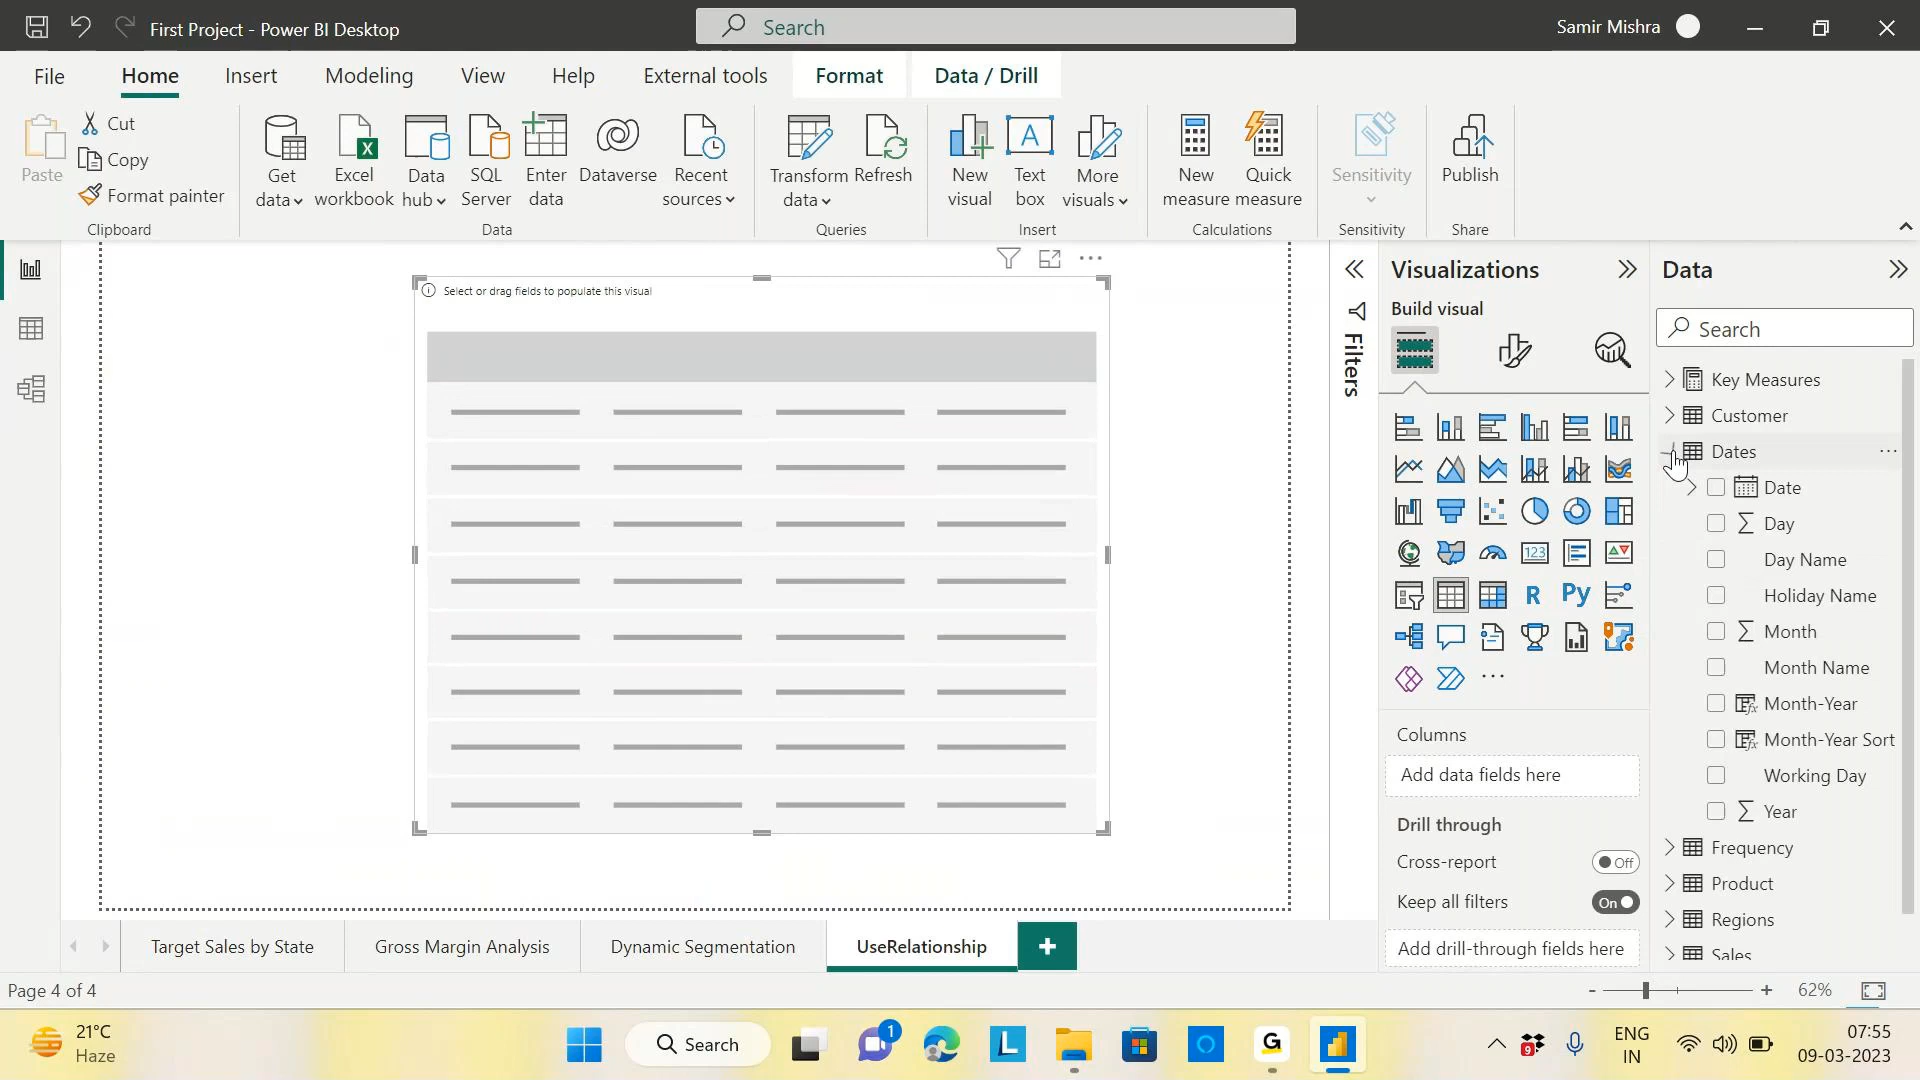 First Project - Power BI Desktop
Search
Samir Mishra
File
Home
Insert
Modeling
View
Help
External tools
Format
Data / Drill
Paste
Cut
Copy
Format painter
Clipboard
Get data
Excel workbook
Data hub
SQL Server
Enter data
Dataverse
Recent sources
Data
Transform data
Refresh
Queries
New visual
A
Text box
More visuals
Insert
New measure
Quick measure
Calculations
Sensitivity
Sensitivity
Publish
Share
Select or drag fields to populate this visual
Filters
Visualizations
Build visual
123
R
Py
Columns
Add data fields here
Drill through
Cross-report
Off
Keep all filters
On
Add drill-through fields here
Data
Search
Key Measures
Customer
Dates
Date
Day
Day Name
Holiday Name
Month
Month Name
Month-Year
Month-Year Sort
Working Day
Year
Frequency
Product
Regions
Sales
Target Sales by State
Gross Margin Analysis
Dynamic Segmentation
UseRelationship
+
Page 4 of 4
- + 62%
21°C
Haze
Search
1
L
G
9
ENG
IN
07:55
09-03-2023